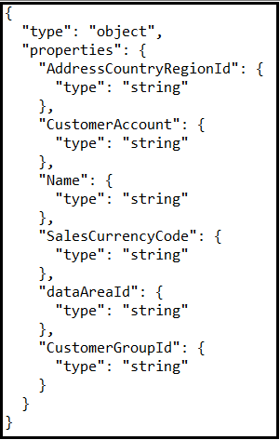 {
  "type": "object",
  "properties": {
    "AddressCountryRegionId": {
      "type": "string"
    },
    "CustomerAccount": {
      "type": "string"
    },
    "Name": {
      "type": "string"
    },
    "SalesCurrencyCode": {
      "type": "string"
    },
    "dataAreaId": {
      "type": "string"
    },
    "CustomerGroupId": {
      "type": "string"
    }
  }
}